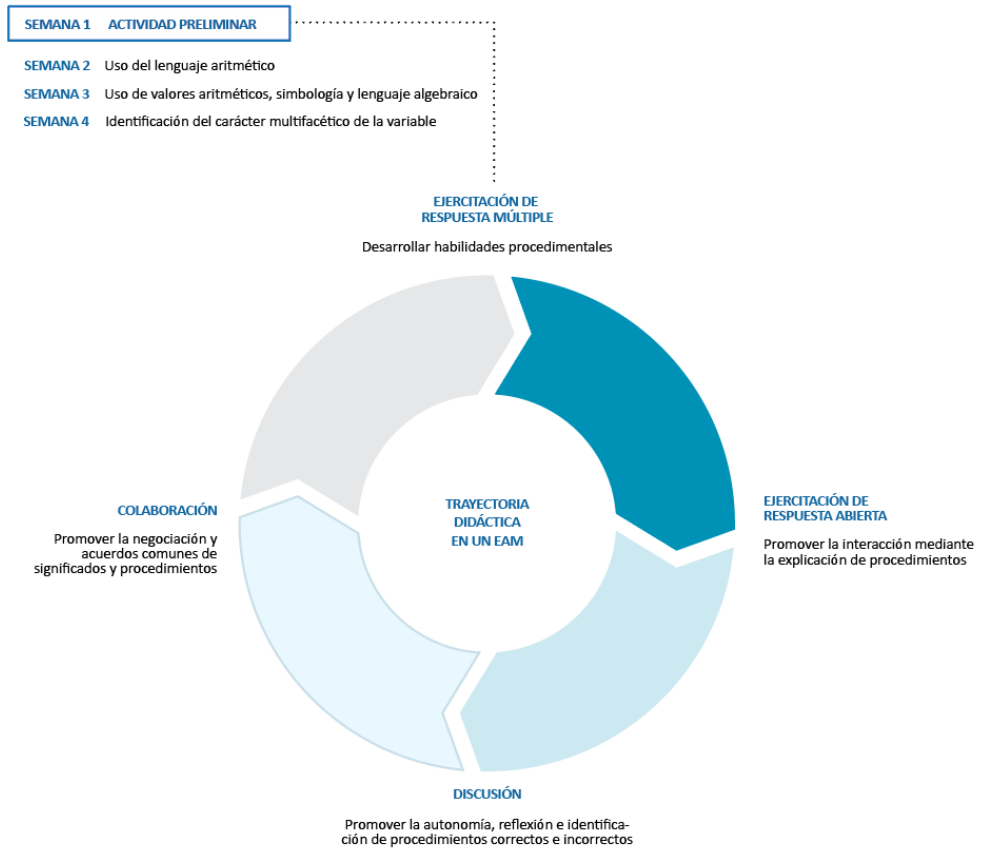 SEMANA 1 ACTIVIDAD PRELIMINAR
SEMANA 2 Uso del lenguaje aritmético
SEMANA 3 Uso de valores aritméticos, simbología y lenguaje algebraico
SEMANA 4 Identificación del carácter multifacético de la variable
EJERCITACIÓN DE
RESPUESTA MÚLTIPLE
Desarrollar habilidades procedimentales
EJERCITACIÓN DE
RESPUESTA ABIERTA
Promover la interacción mediante
la explicación de procedimientos
TRAYECTORIA
DIDÁCTICA
EN UN EAM
COLABORACIÓN
Promover la negociación y
acuerdos comunes de
significados y procedimientos
DISCUSIÓN
Promover la autonomía, reflexión e identifica-
ción de procedimientos correctos e incorrectos